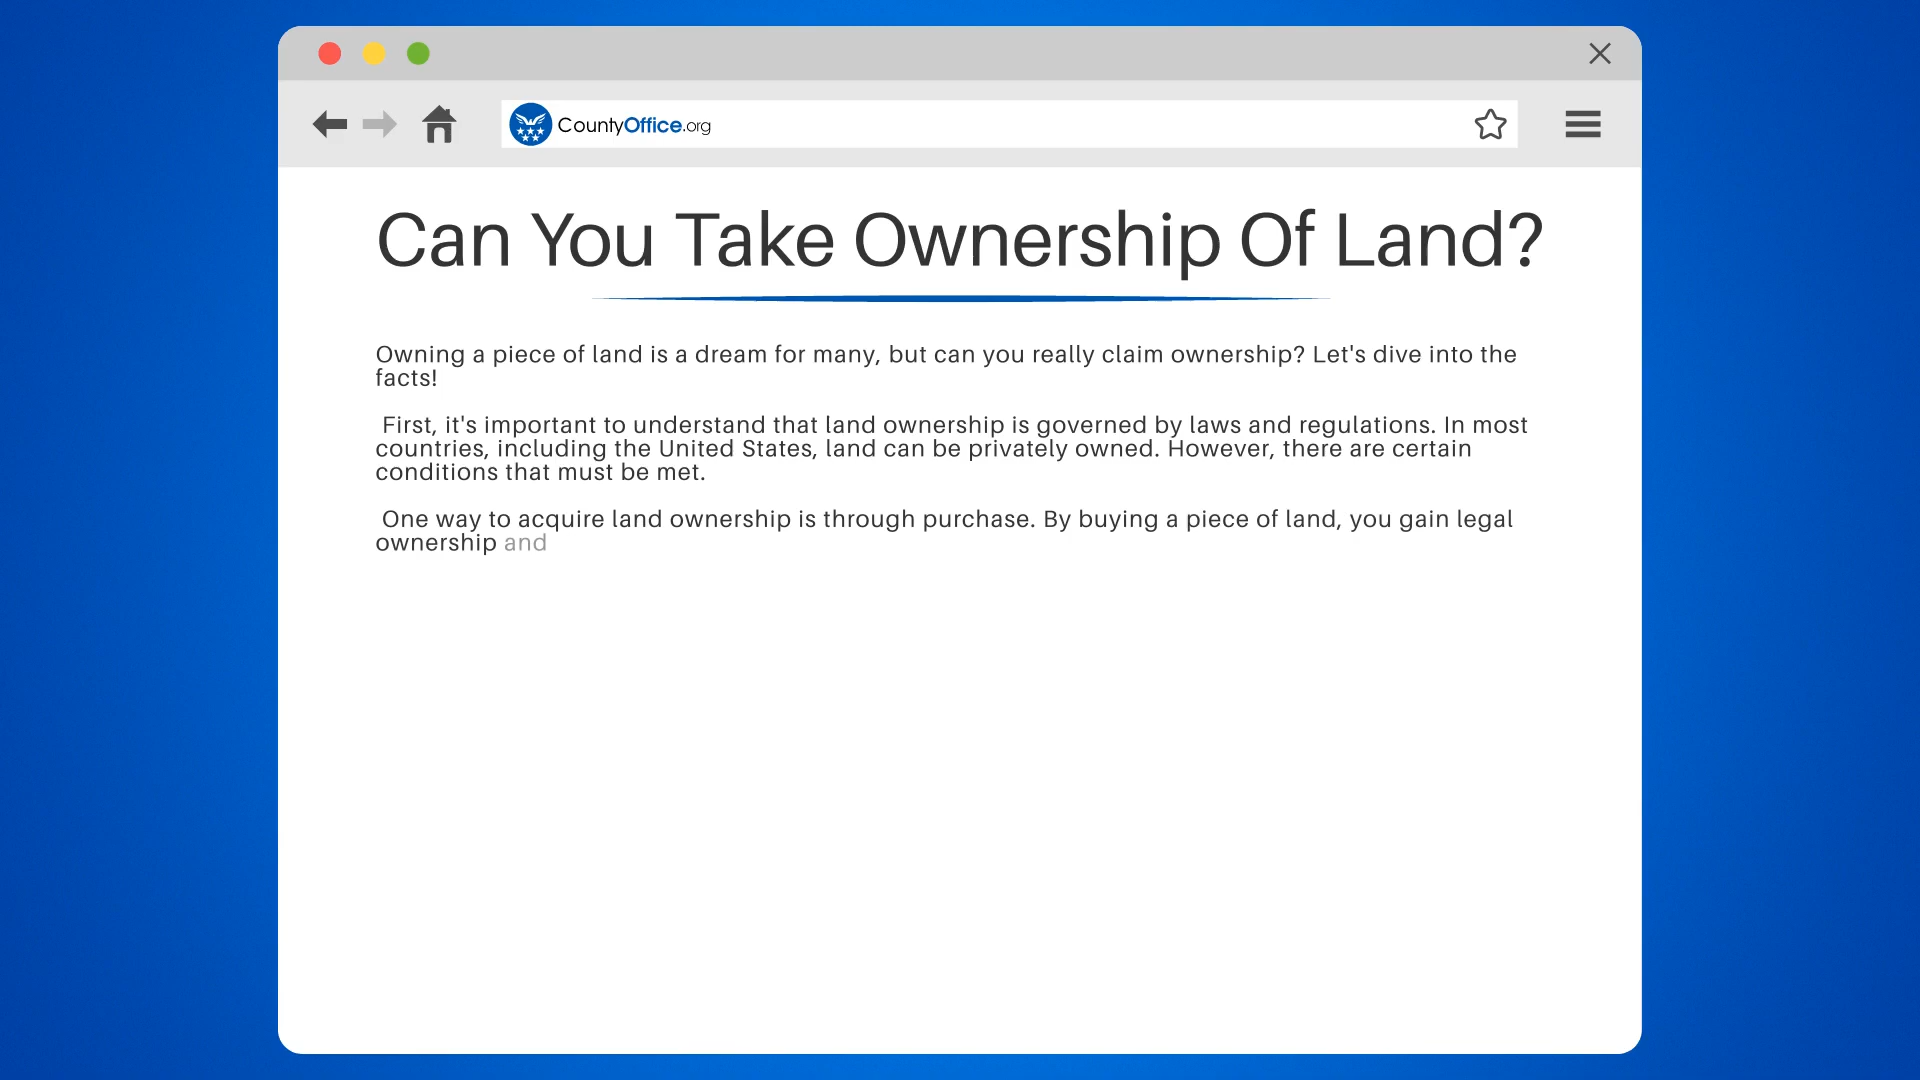 CountyOffice.org
Can You Take Ownership Of Land?
Owning a piece of land is a dream for many, but can you really claim ownership? Let's dive into the
facts!
First, it's important to understand that land ownership is governed by laws and regulations. In most
countries, including the United States, land can be privately owned. However, there are certain
conditions that must be met.
One way to acquire land ownership is through purchase. By buying a piece of land, you gain legal
ownership and